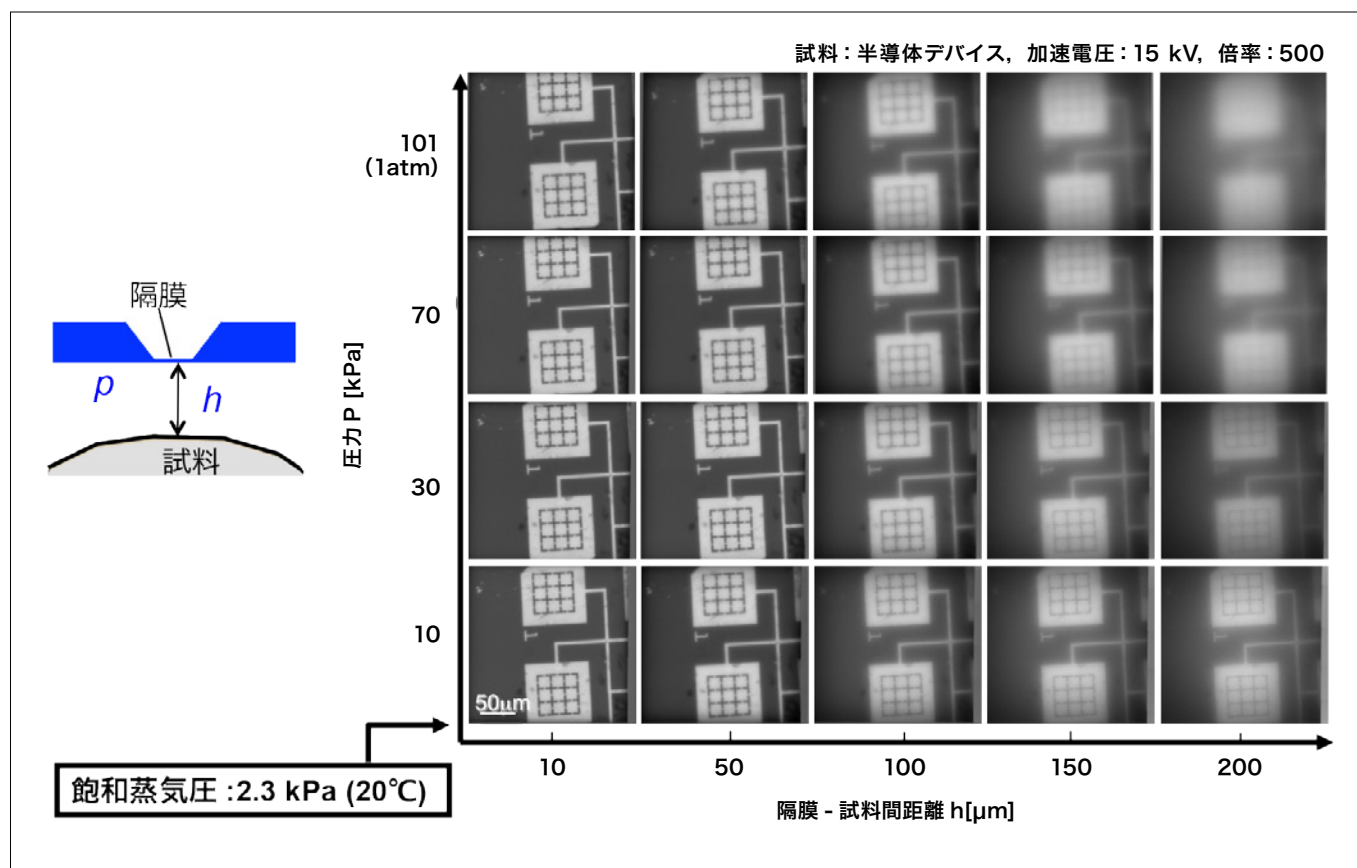 試料：半導体デバイス，加速電圧：15 kV，倍率：500
隔膜
p
h
試料
圧力 P [kPa]
101
(1atm)
70
30
10
50μm
飽和蒸気圧 :2.3 kPa (20℃)
10
50
100
150
200
隔膜 - 試料間距離 h[μm]